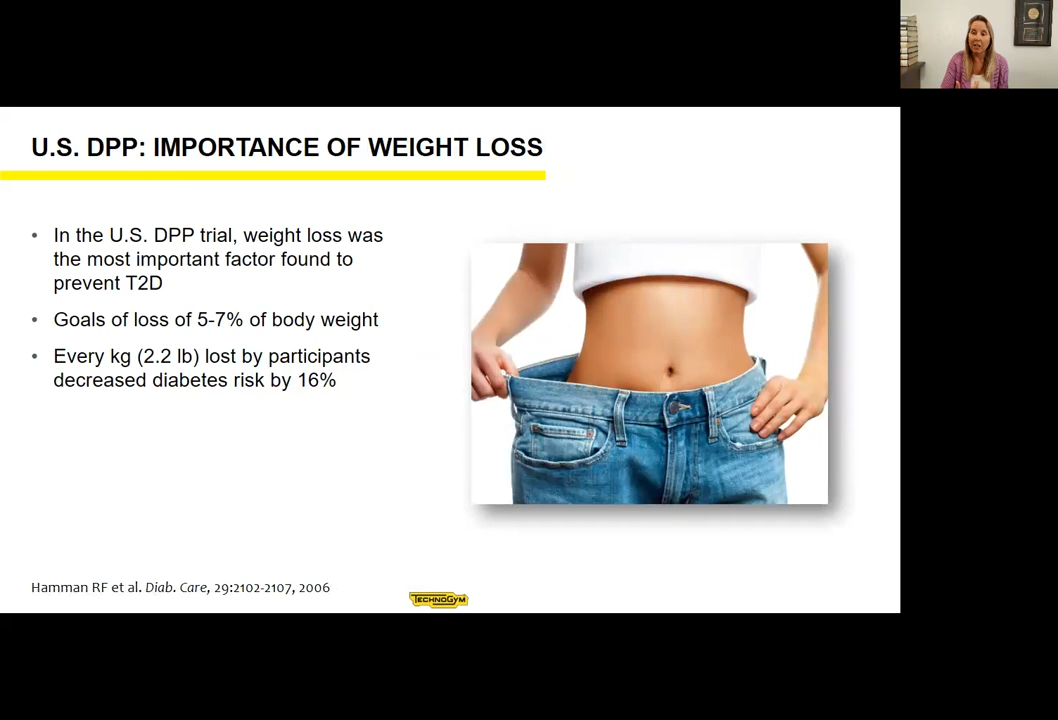 U.S. DPP: IMPORTANCE OF WEIGHT LOSS
• In the U.S. DPP trial, weight loss was
the most important factor found to
prevent T2D
• Goals of loss of 5-7% of body weight
• Every kg (2.2 lb) lost by participants
decreased diabetes risk by 16%
Hamman RF et al. Diab. Care, 29:2102-2107, 2006
TECHNOGYM